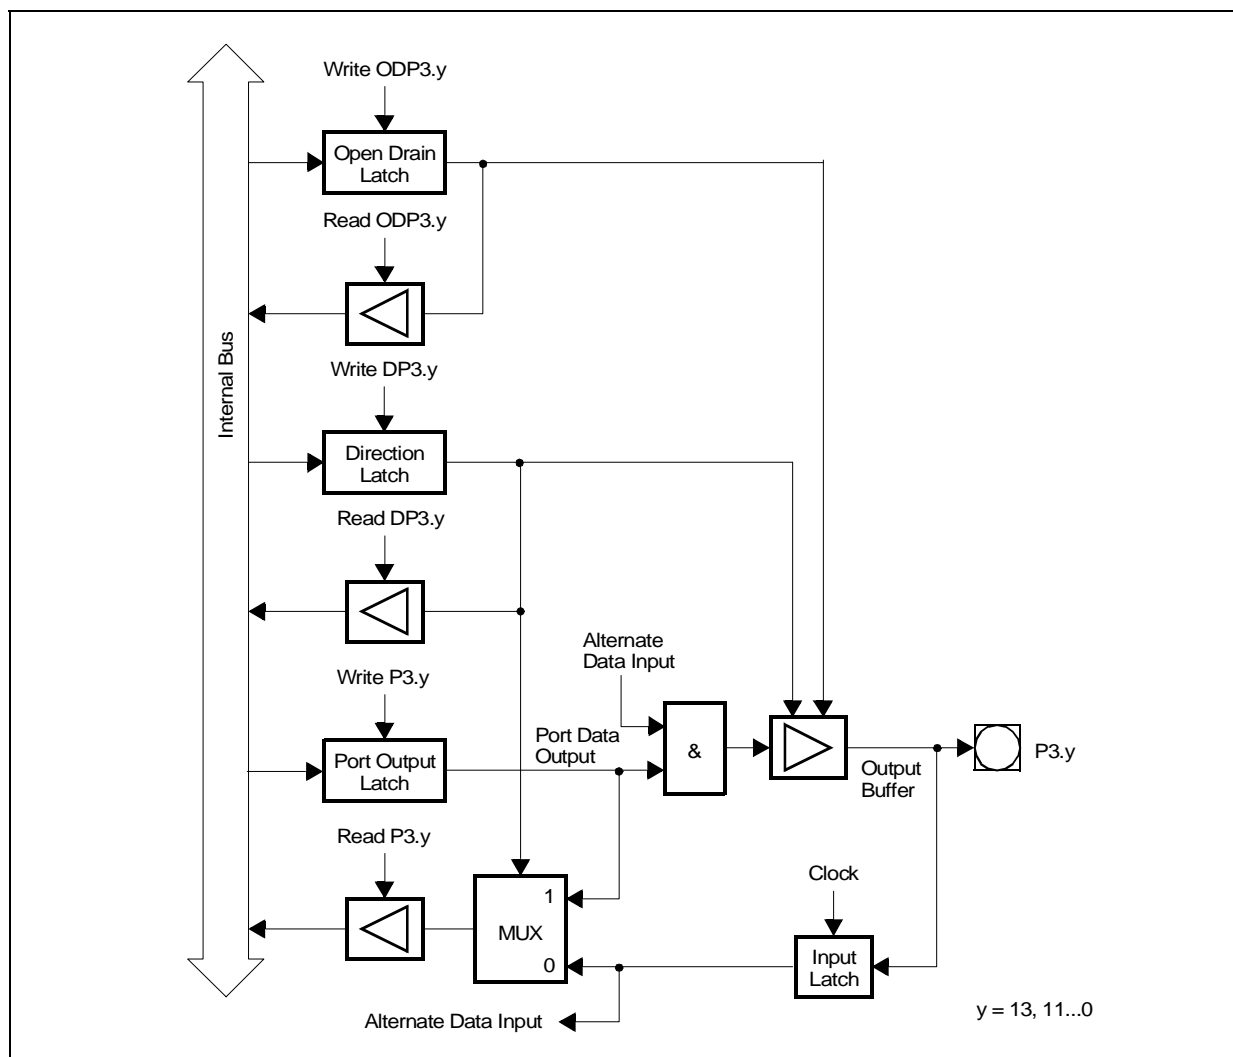 Write ODP3.y
Open Drain
Latch
Read ODP3.y
Internal Bus
Write DP3.y
Direction
Latch
Read DP3.y
Alternate
Data Input
Write P3.y
Port Output
Latch
Port Data
Output
&
Output
Buffer
P3.y
Read P3.y
1
MUX
0
Clock
Input
Latch
Alternate Data Input
y = 13, 11...0